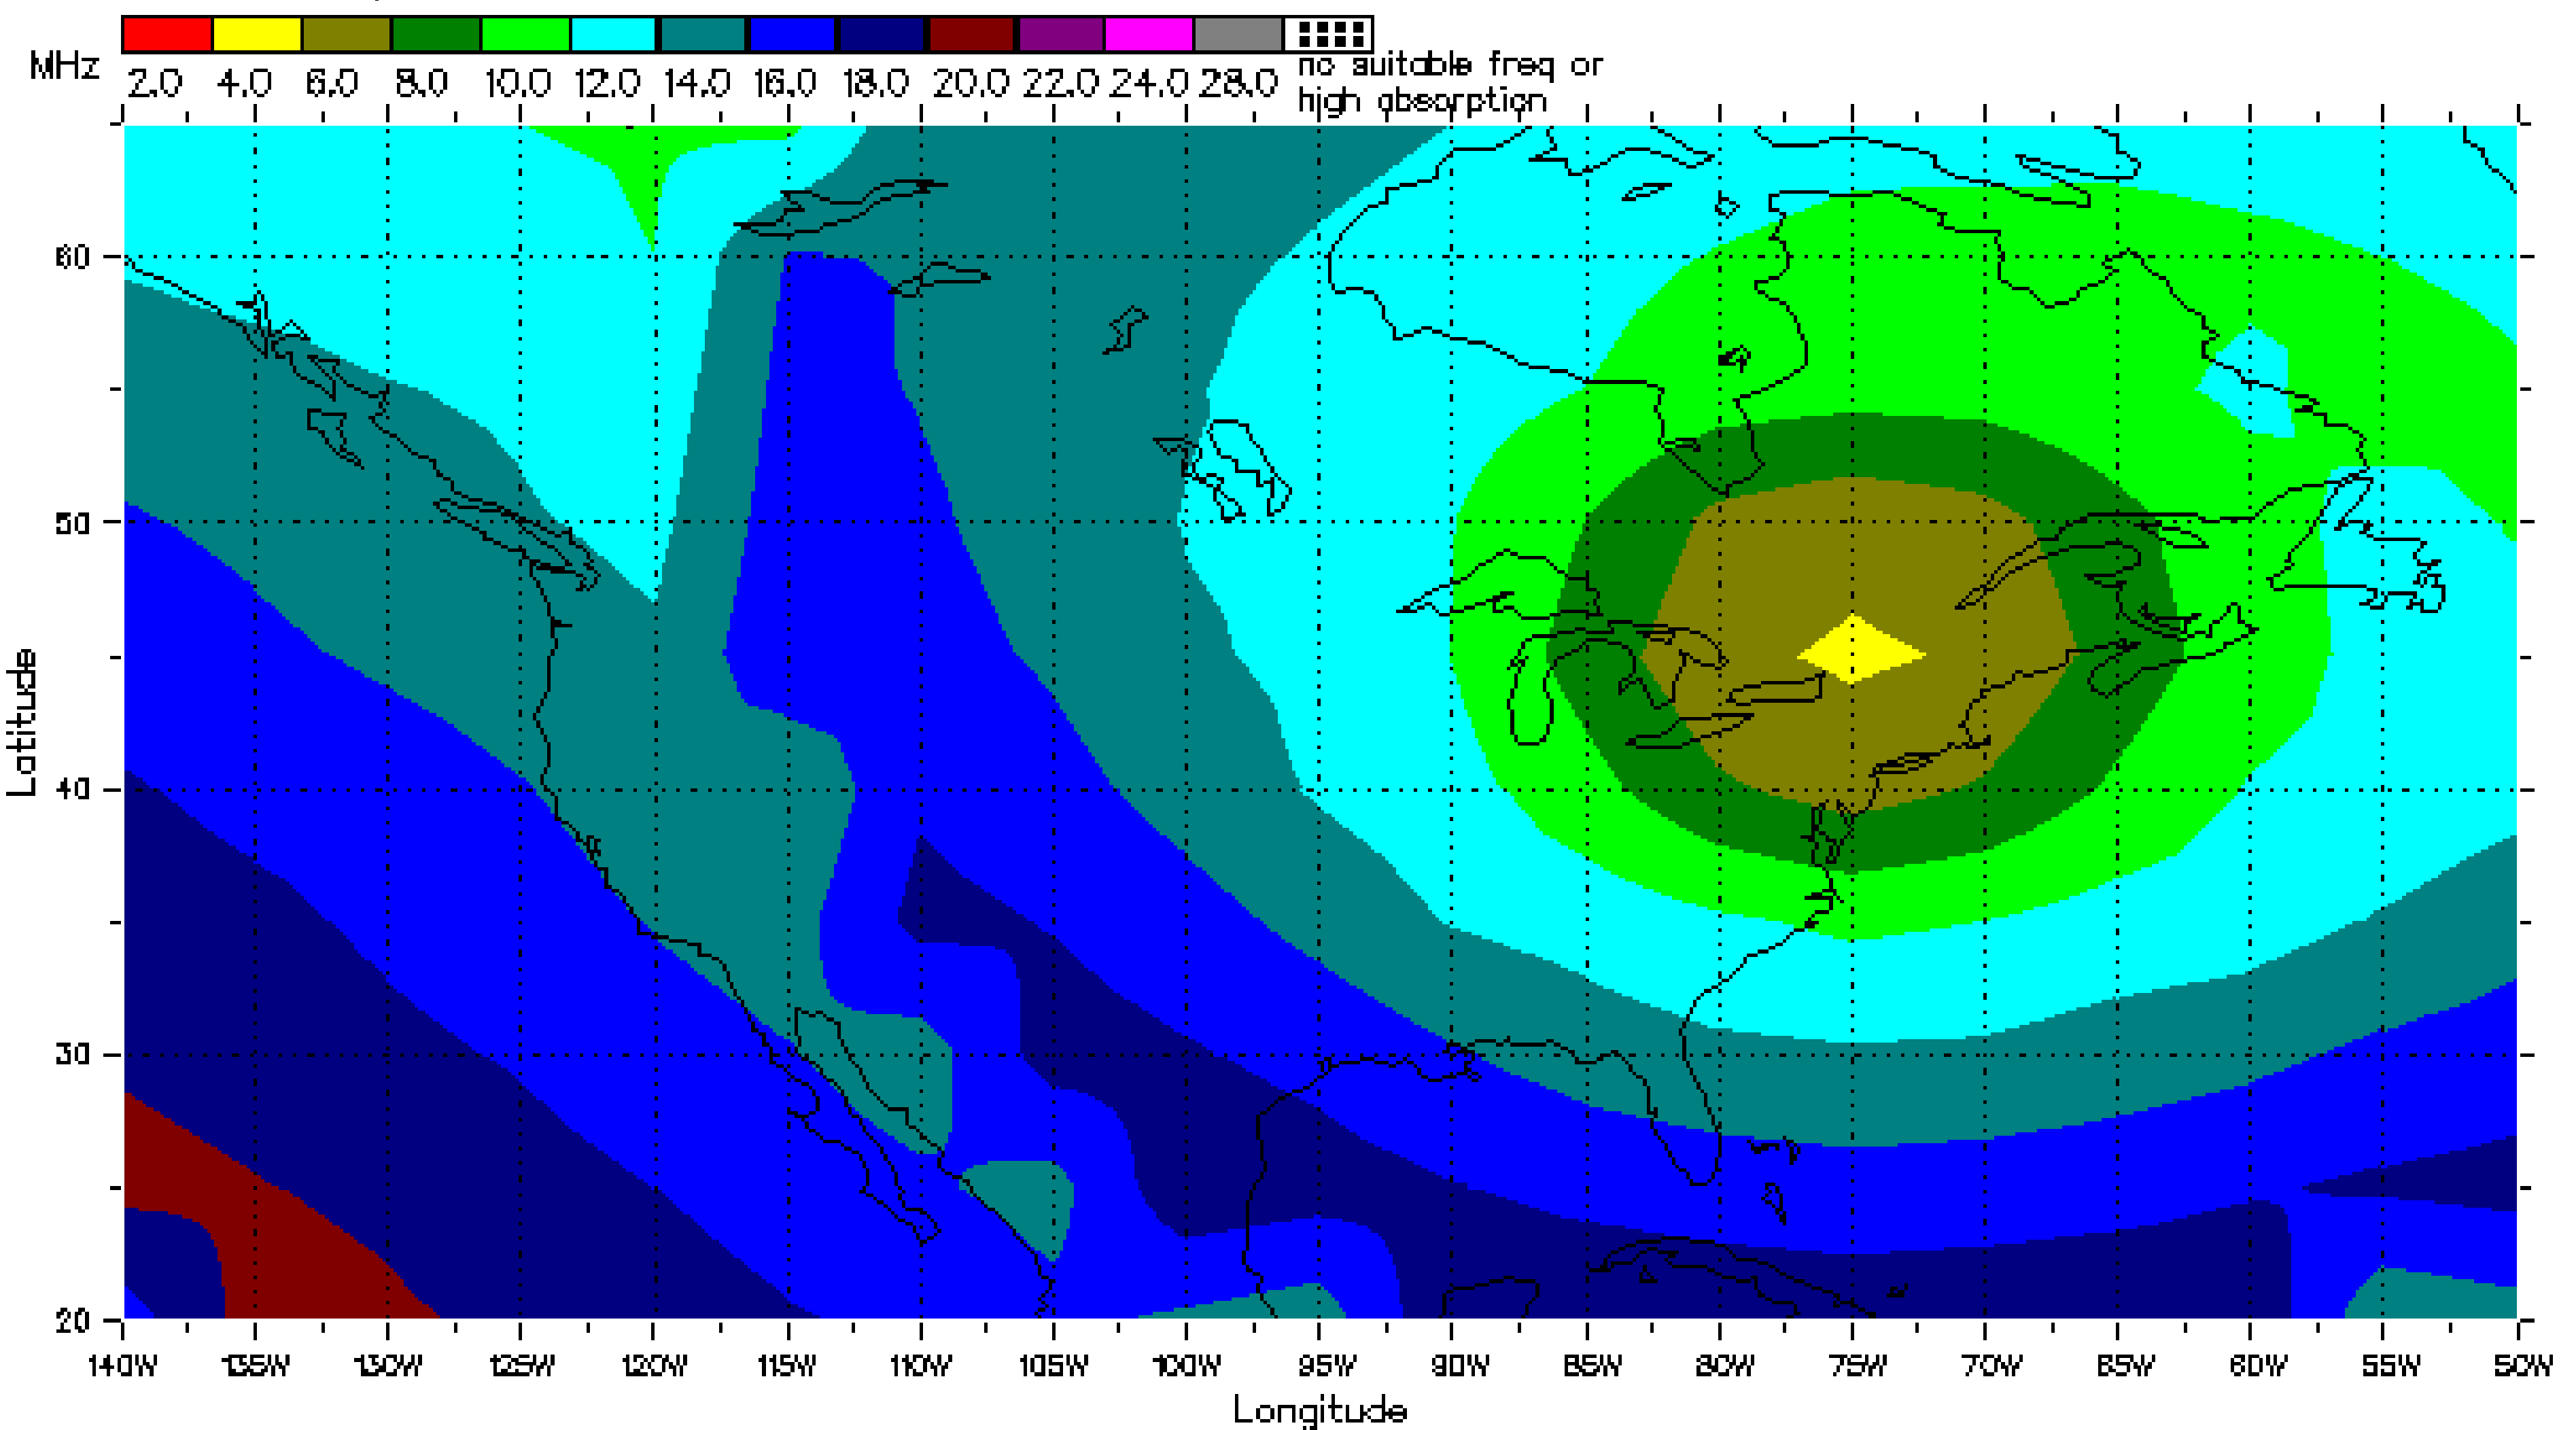 MHz 2.0 4.0 6.0 8.0 10.0 12.0 14.0 16.0 18.0 20.0 22.0 24.0 28.0 no suitable freq or
high absorption
60
50
Latitude
40
30
20
140W 135W 130W 125W 120W 115W 110W 105W 100W 95W 90W 85W 80W 75W 70W 65W 60W 55W 50W
Longitude